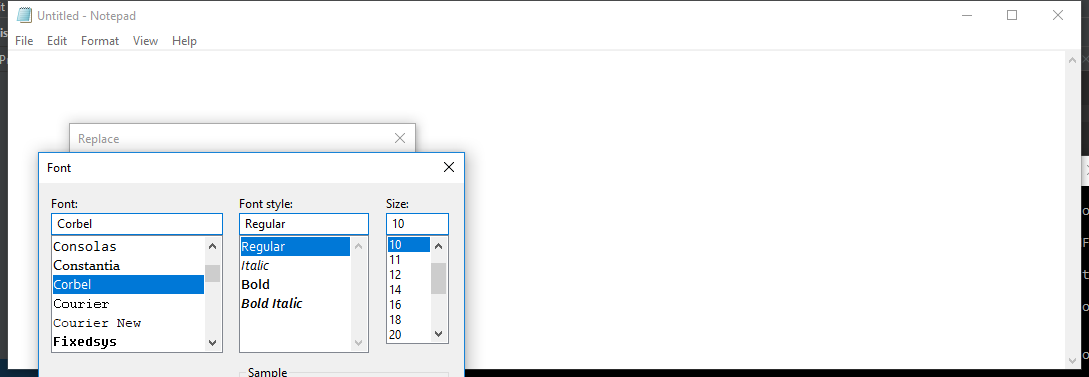 Untitled - Notepad
File Edit Format View Help
Replace
Font
Font: Font style: Size:
Corbel Regular 10
Consolas Regular 10
Constantia Italic 11
Corbel Bold 12
Courier Bold Italic 14
Courier New 16
Fixedsys 18
20
Sample